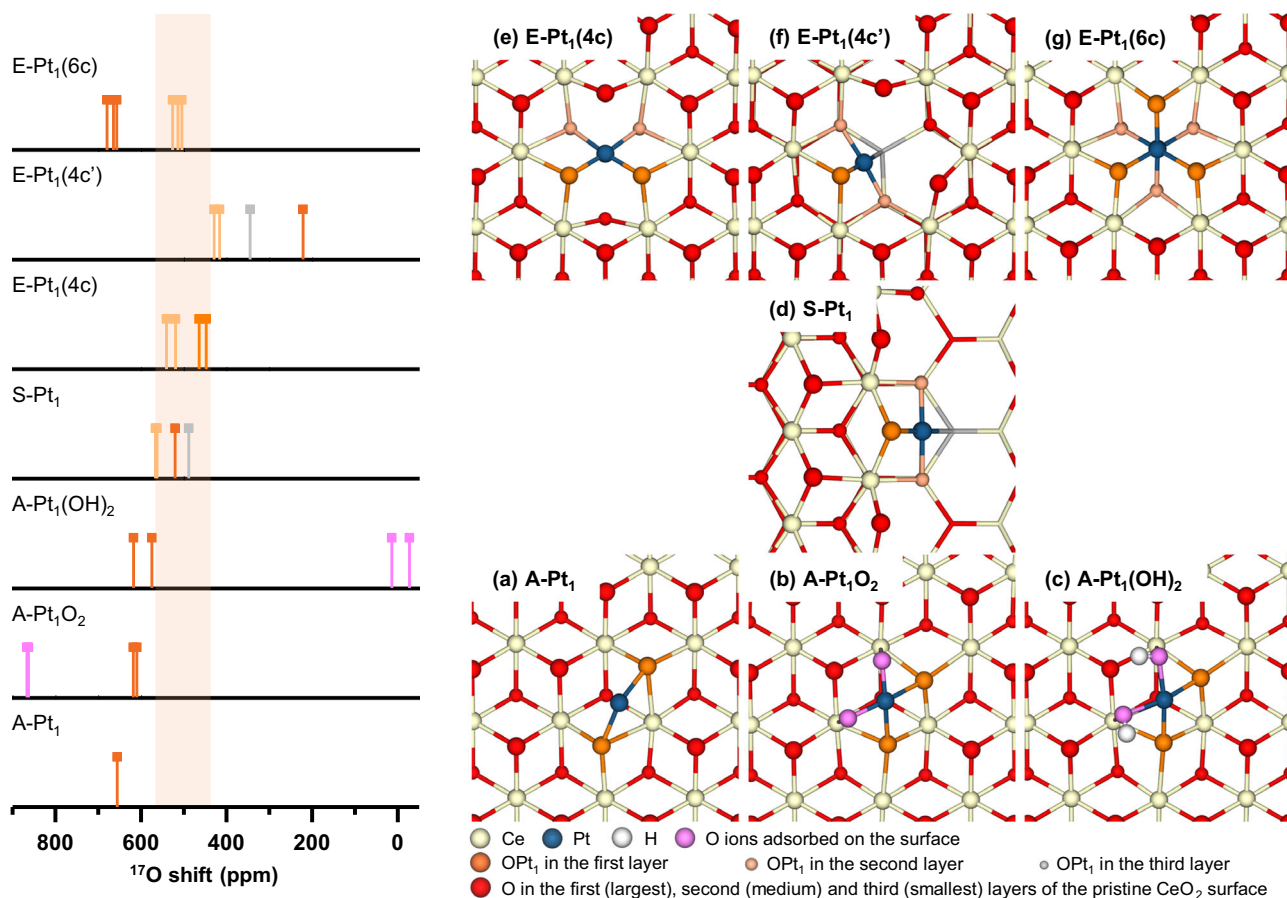 E-Pt₁(6c)
E-Pt₁(4c’)
E-Pt₁(4c)
S-Pt₁
A-Pt₁(OH)₂
A-Pt₁O₂
A-Pt₁
800 600 400 200 0
¹⁷O shift (ppm)
(e) E-Pt₁(4c) (f) E-Pt₁(4c’) (g) E-Pt₁(6c)
(d) S-Pt₁
(a) A-Pt₁ (b) A-Pt₁O₂ (c) A-Pt₁(OH)₂
Ce Pt H O ions adsorbed on the surface
OPt₁ in the first layer OPt₁ in the second layer OPt₁ in the third layer
O in the first (largest), second (medium) and third (smallest) layers of the pristine CeO₂ surface